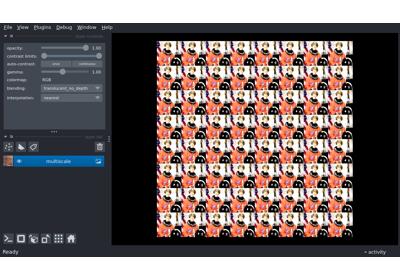 File View Plugins Debug Window Help
opacity: 1.00
contrast limits:
auto-contrast: once continuous
gamma: 1.00
colormap: RGB
blending: translucent_no_depth
interpolation: nearest
multiscale
Ready
activity